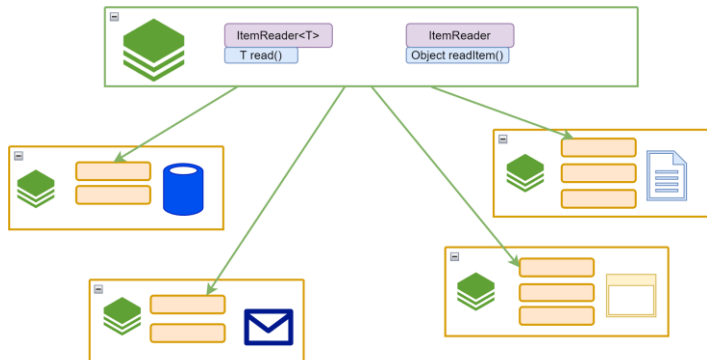 ItemReader<T>
T read()
ItemReader
Object readItem()